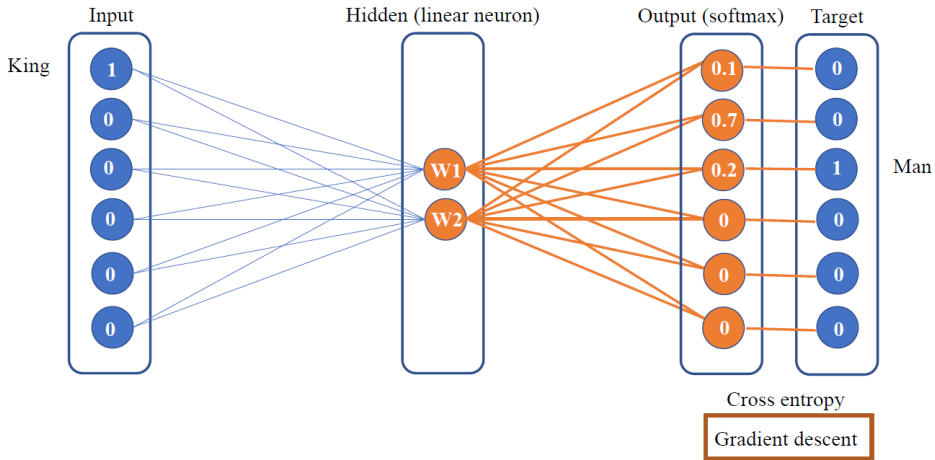 Input
Hidden (linear neuron)
Output (softmax)
Target
King
1
0.1
0
0
0.7
0
0
W1
0.2
1
Man
0
W2
0
0
0
0
0
0
0
0
Cross entropy
Gradient descent